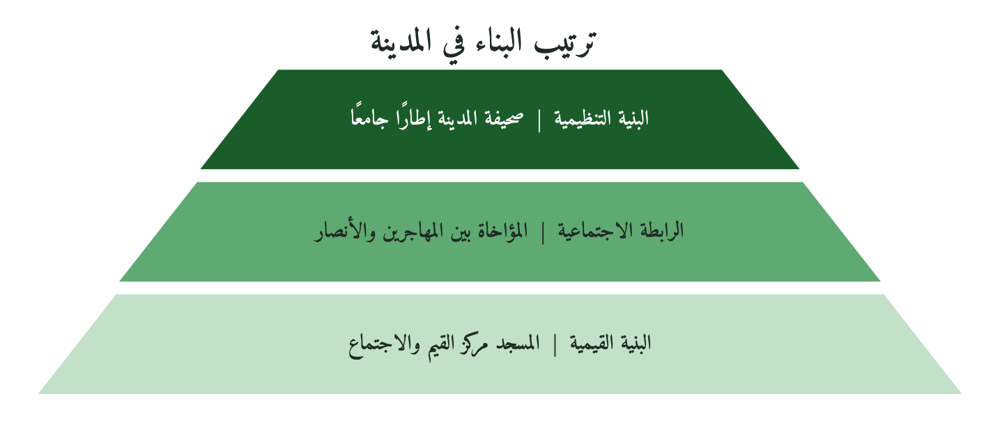 ترتيب البناء في المدينة
البنية التنظيمية | صحيفة المدينة إطارًا جامعًا
الرابطة الاجتماعية | المؤاخاة بين المهاجرين والأنصار
البنية القيمية | المسجد مركز القيم والاجتماع